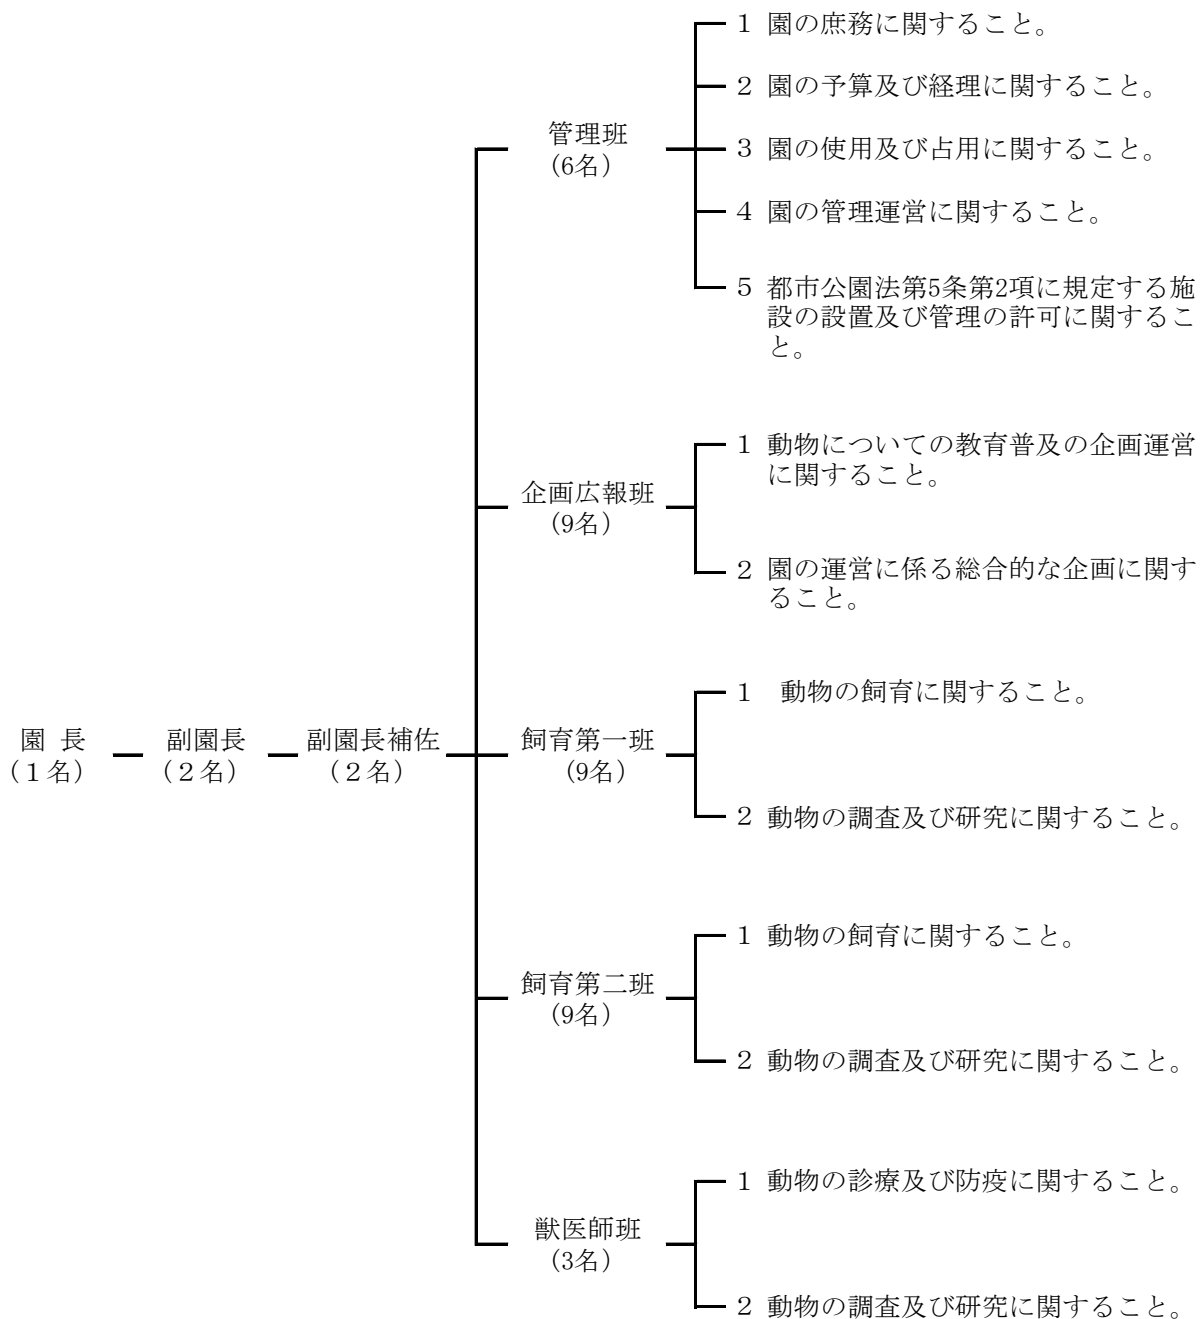 園 長
(１名)
副園長
(２名)
副園長補佐
(２名)
管理班
(6名)
１ 園の庶務に関すること。
２ 園の予算及び経理に関すること。
３ 園の使用及び占用に関すること。
４ 園の管理運営に関すること。
５ 都市公園法第5条第2項に規定する施
設の設置及び管理の許可に関するこ
と。
企画広報班
(9名)
１ 動物についての教育普及の企画運営
に関すること。
２ 園の運営に係る総合的な企画に関す
ること。
飼育第一班
(9名)
１ 動物の飼育に関すること。
２ 動物の調査及び研究に関すること。
飼育第二班
(9名)
１ 動物の飼育に関すること。
２ 動物の調査及び研究に関すること。
獣医師班
(3名)
１ 動物の診療及び防疫に関すること。
２ 動物の調査及び研究に関すること。